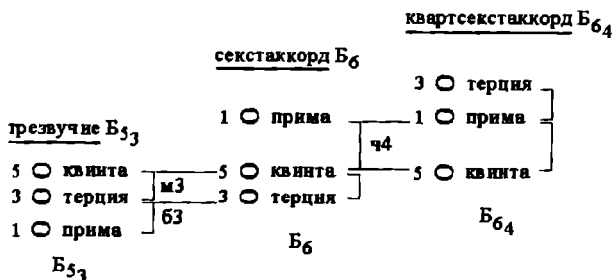 квартсекстаккорд Б64
секстаккорд Б6
трезвучие Б53
3 терция
1 прима
5 квинта
Б64
1 прима
5 квинта
3 терция
ч4
Б6
5 квинта
3 терция
1 прима
м3
б3
Б53